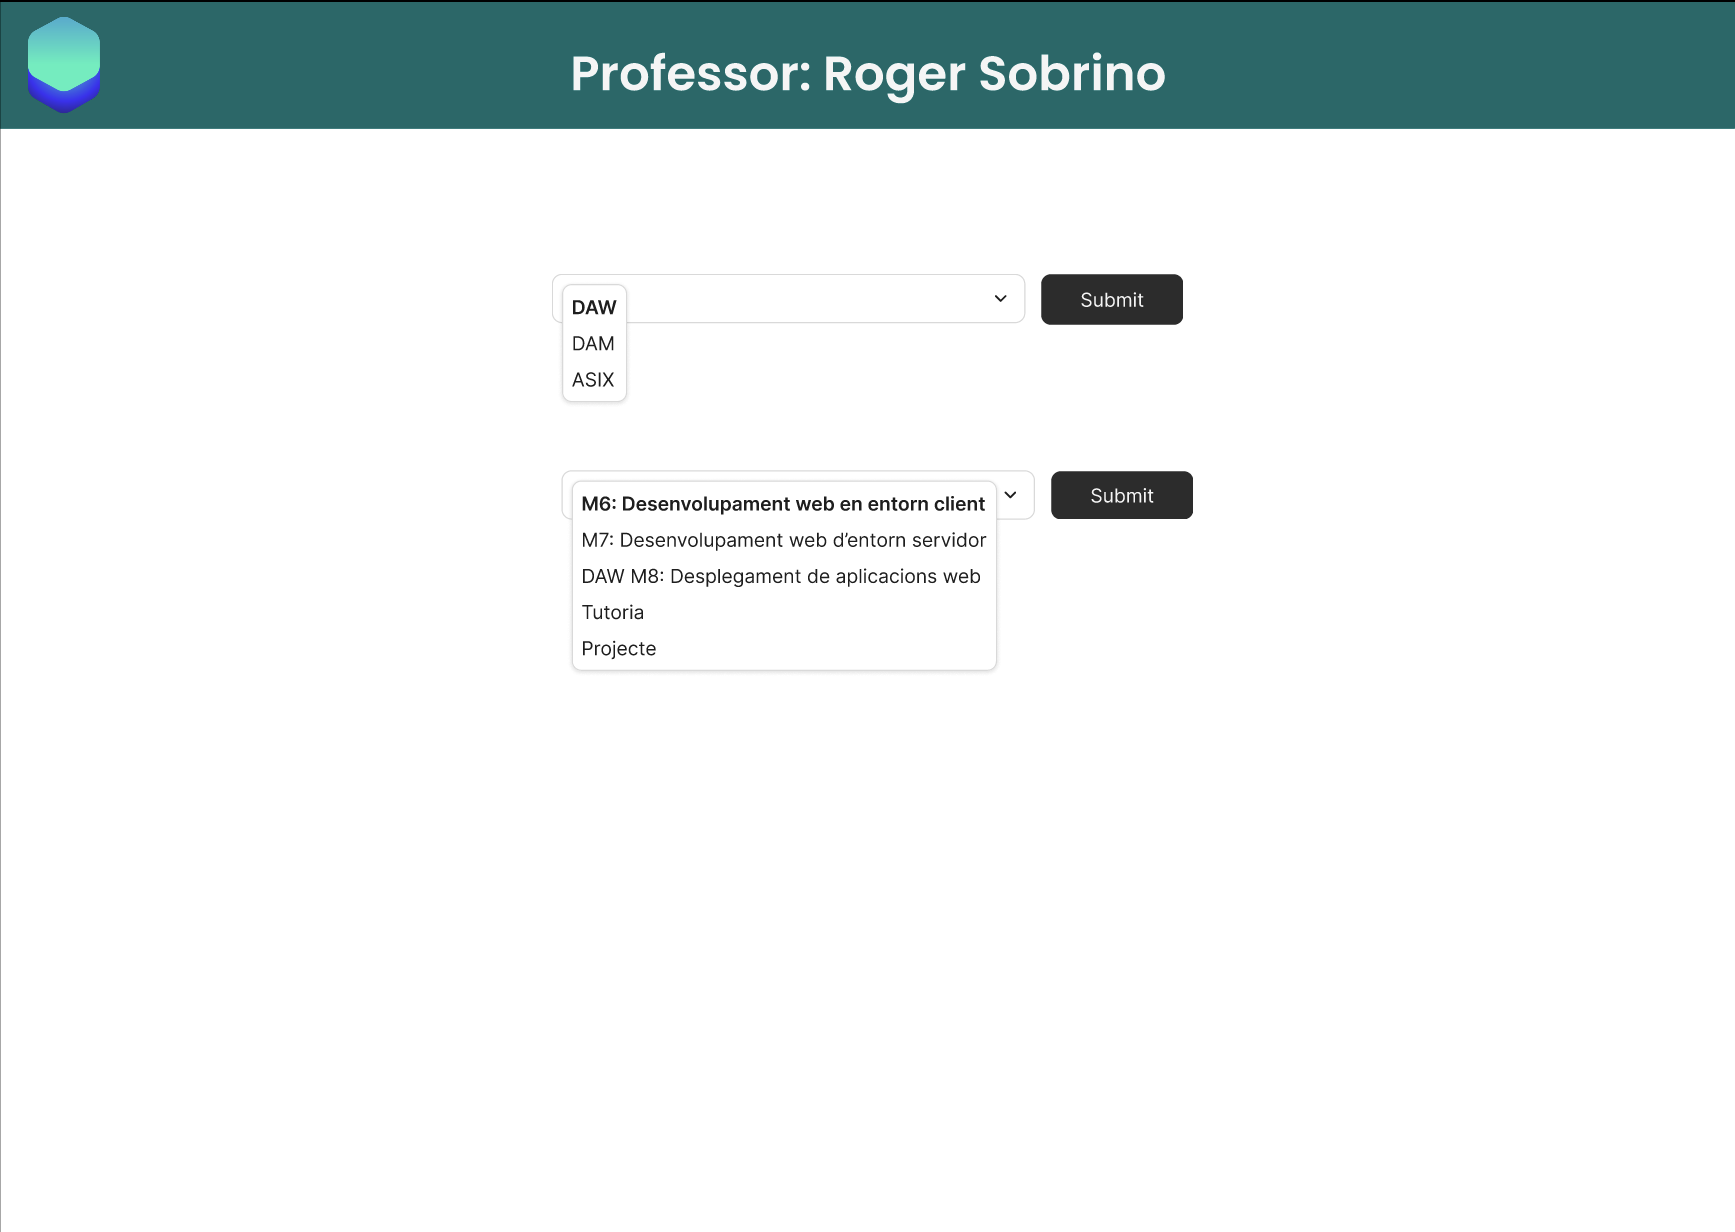 Professor: Roger Sobrino
DAW
Submit
DAM
ASIX
M6: Desenvolupament web en entorn client
Submit
M7: Desenvolupament web d’entorn servidor
DAW M8: Desplegament de aplicacions web
Tutoria
Projecte